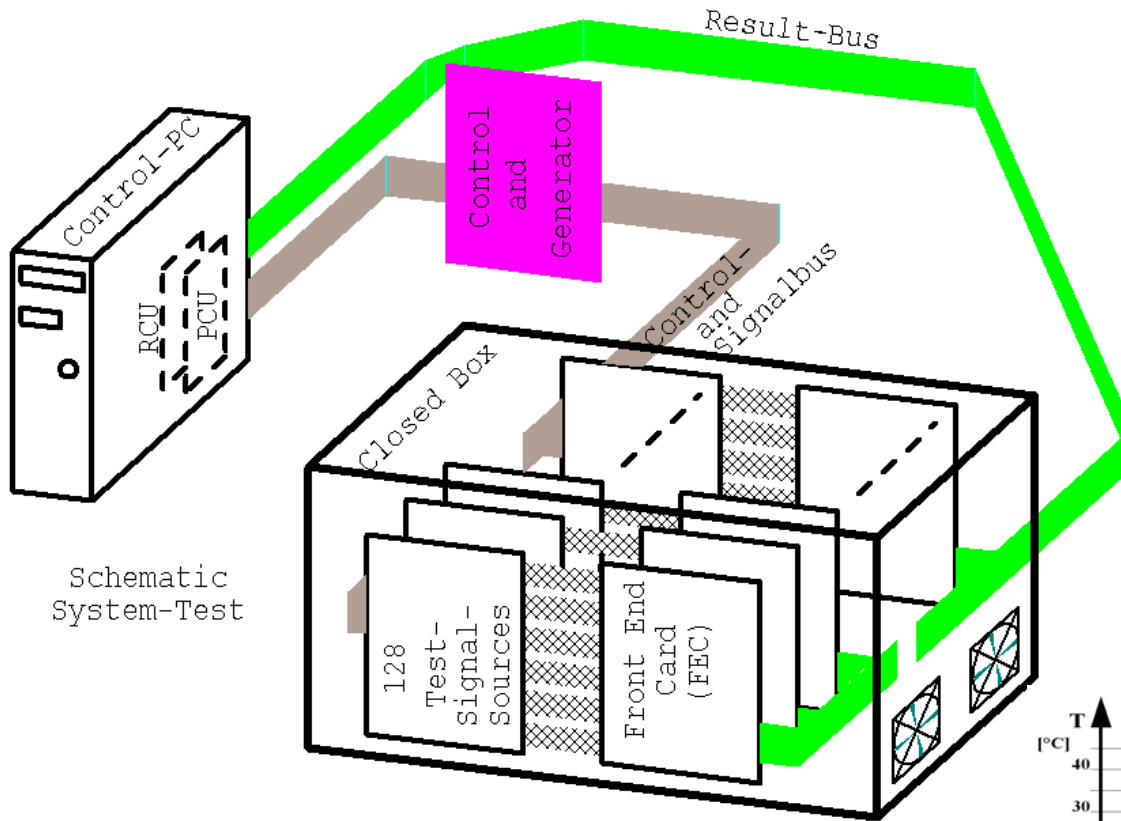 Result-Bus
Control-PC
RCU
PCU
Control
and
Generator
Control-
and
Signalbus
Closed Box
Schematic
System-Test
128
Test-
Signal-
Sources
Front End
Card
(FEC)
T
[°C]
40
30